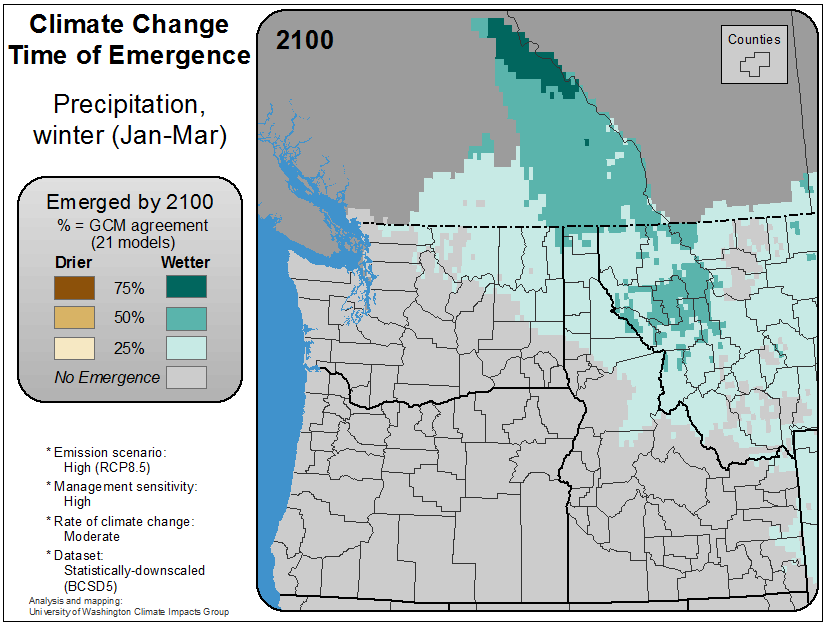 Climate Change
Time of Emergence
Precipitation,
winter (Jan-Mar)
Emerged by 2100
% = GCM agreement
(21 models)
Drier Wetter
75%
50%
25%
No Emergence
* Emission scenario:
High (RCP8.5)
* Management sensitivity:
High
* Rate of climate change:
Moderate
* Dataset:
Statistically-downscaled
(BCSD5)
Analysis and mapping:
University of Washington Climate Impacts Group
2100
Counties